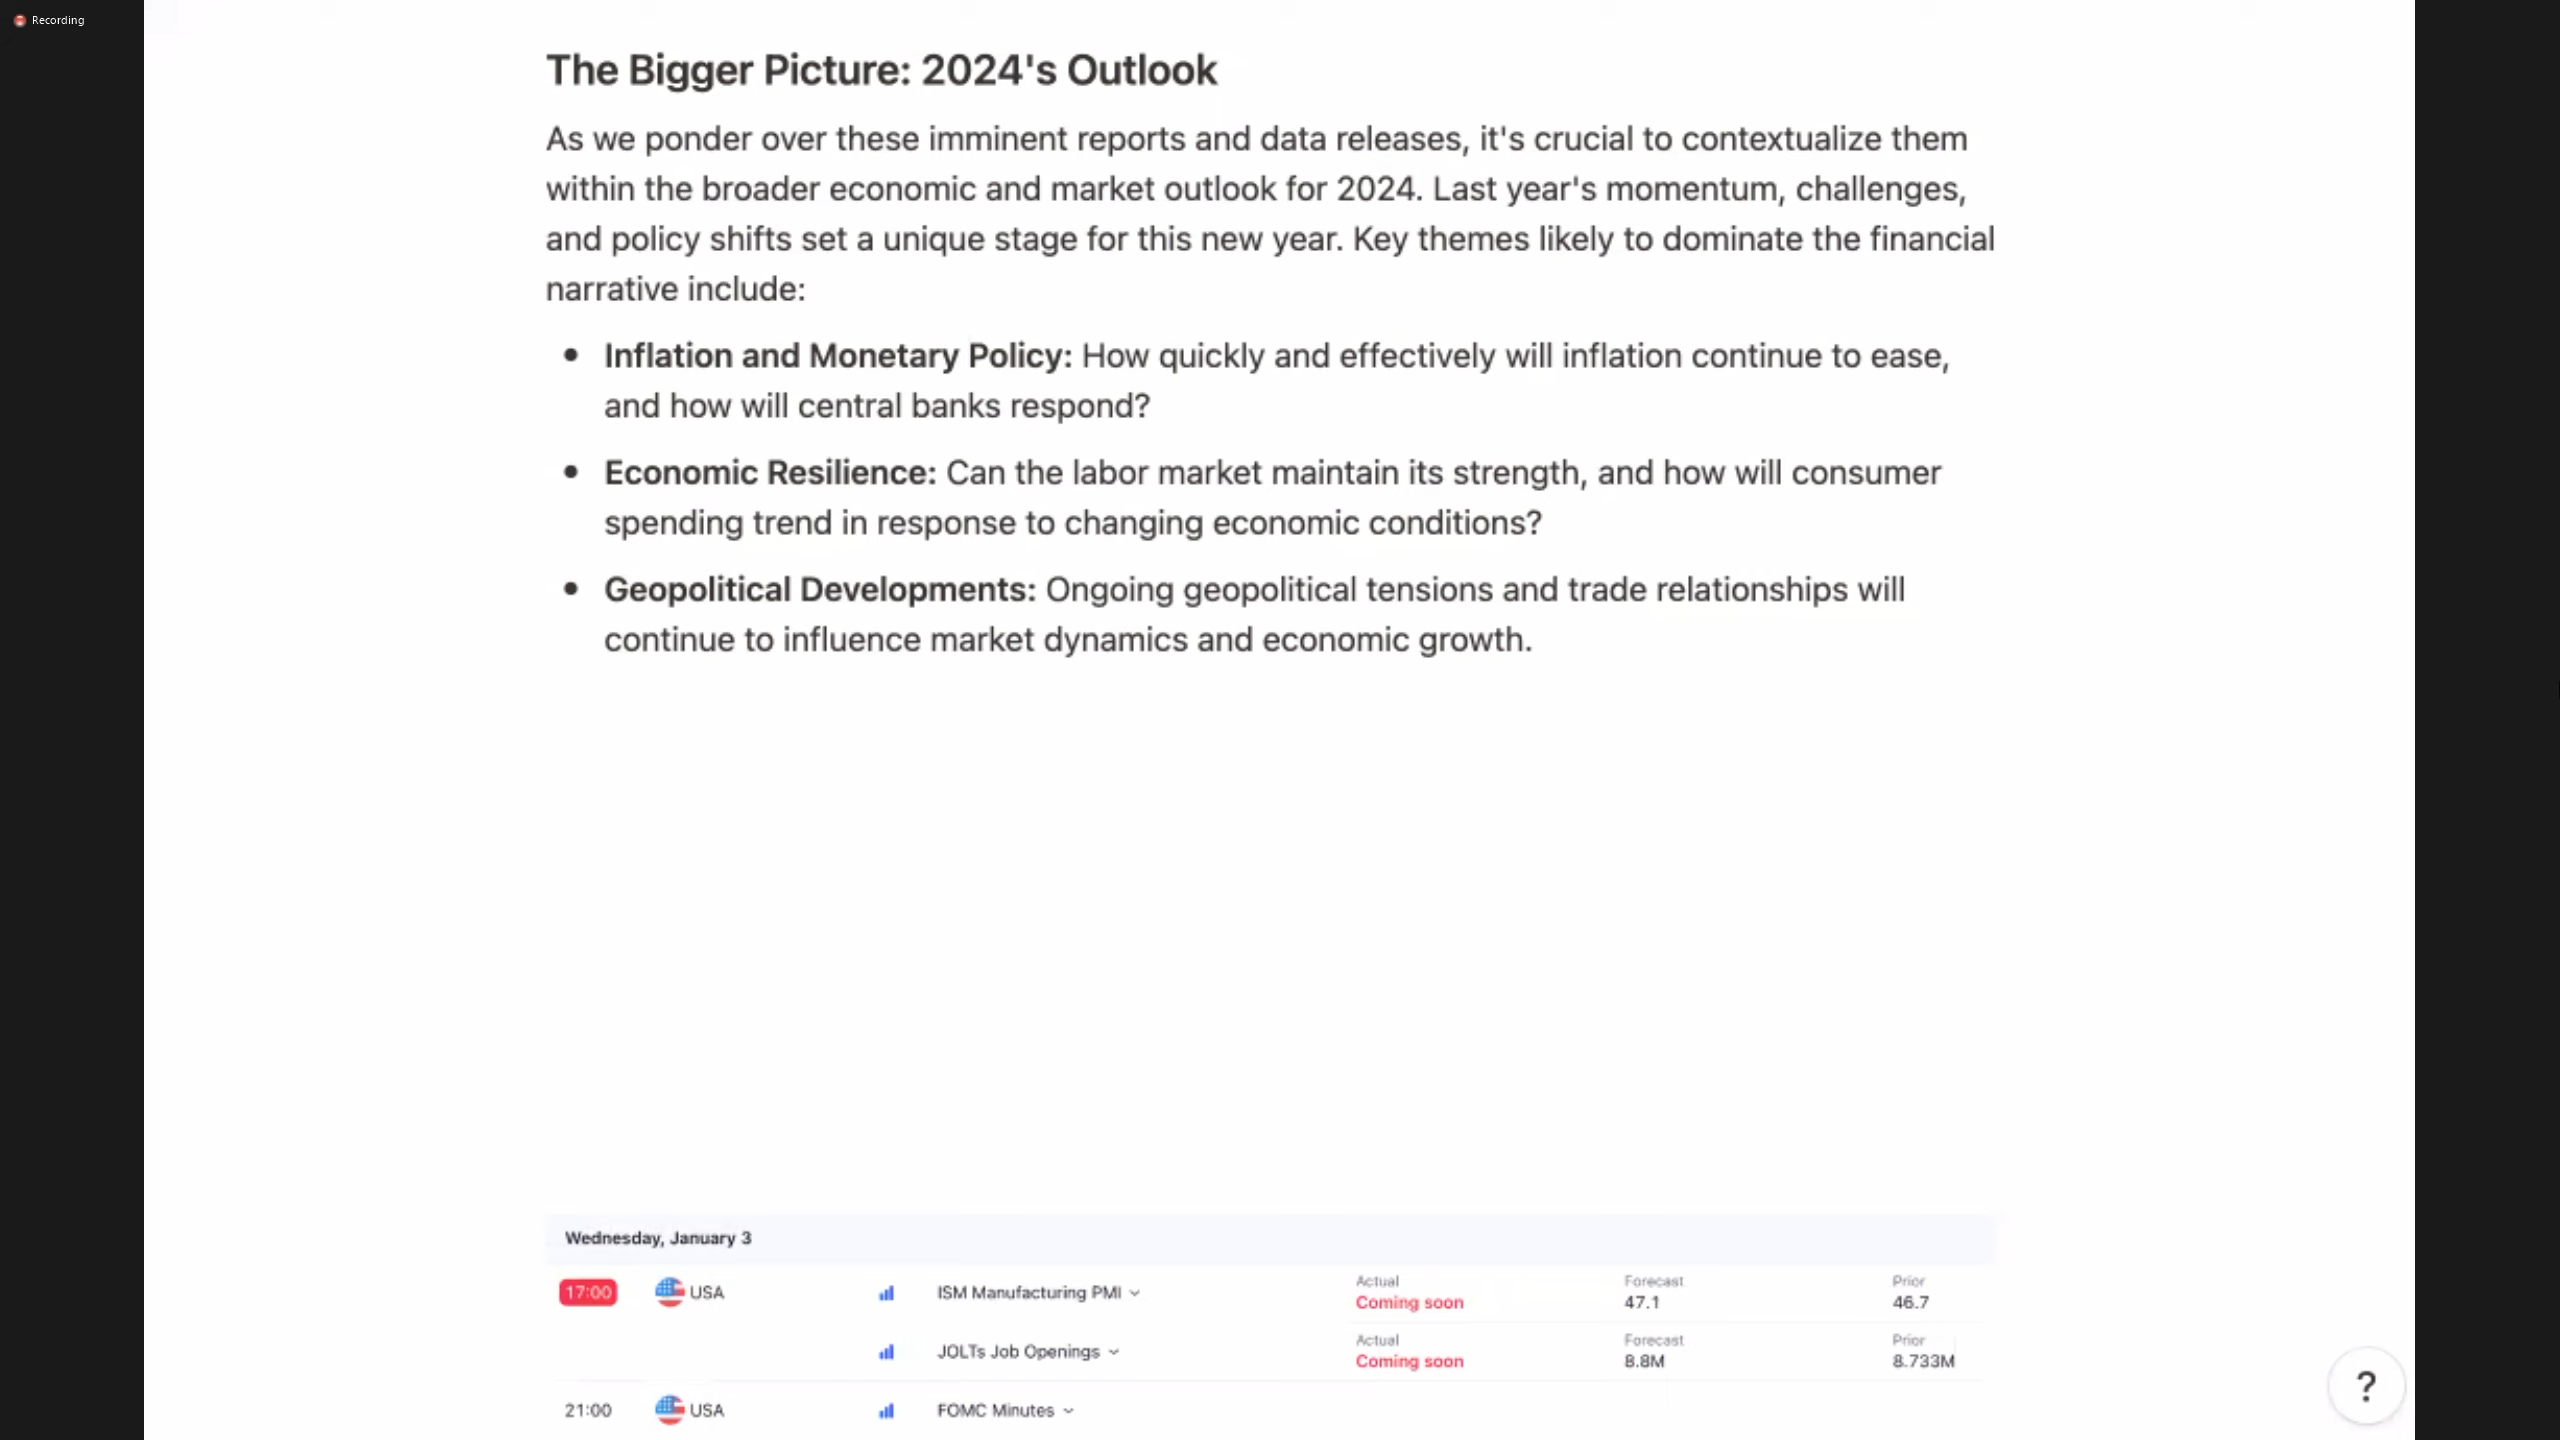 Recording
The Bigger Picture: 2024's Outlook
As we ponder over these imminent reports and data releases, it's crucial to contextualize them
within the broader economic and market outlook for 2024. Last year's momentum, challenges,
and policy shifts set a unique stage for this new year. Key themes likely to dominate the financial
narrative include:
• Inflation and Monetary Policy: How quickly and effectively will inflation continue to ease,
and how will central banks respond?
• Economic Resilience: Can the labor market maintain its strength, and how will consumer
spending trend in response to changing economic conditions?
• Geopolitical Developments: Ongoing geopolitical tensions and trade relationships will
continue to influence market dynamics and economic growth.
Wednesday, January 3
Actual Forecast Prior
17:00 USA ISM Manufacturing PMI Coming soon 47.1 46.7
Actual Forecast Prior
JOLTs Job Openings Coming soon 8.8M 8.733M
21:00 USA FOMC Minutes
?